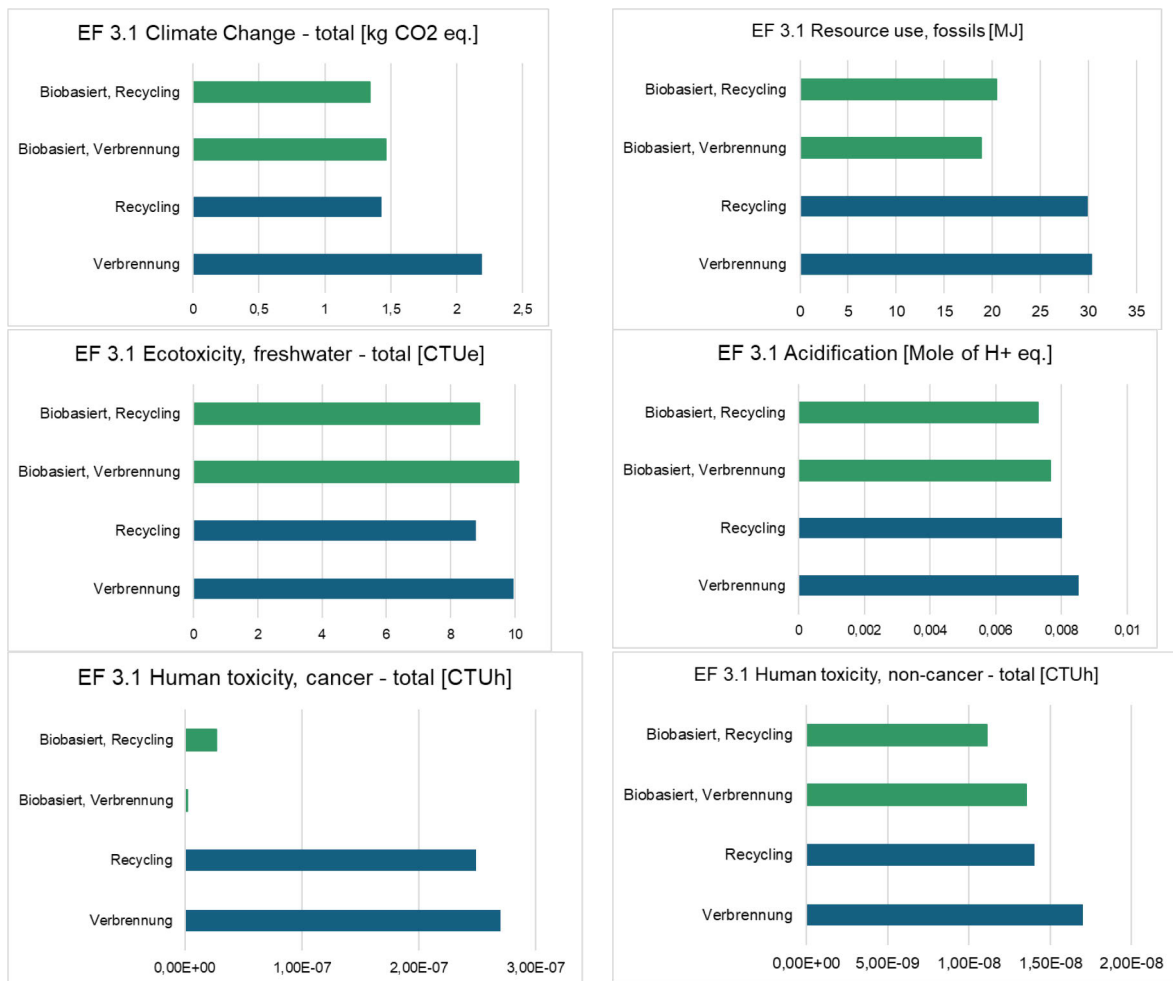 EF 3.1 Climate Change - total [kg CO2 eq.]
Biobasiert, Recycling
Biobasiert, Verbrennung
Recycling
Verbrennung
0 0,5 1 1,5 2 2,5
EF 3.1 Resource use, fossils [MJ]
Biobasiert, Recycling
Biobasiert, Verbrennung
Recycling
Verbrennung
0 5 10 15 20 25 30 35
EF 3.1 Ecotoxicity, freshwater - total [CTUe]
Biobasiert, Recycling
Biobasiert, Verbrennung
Recycling
Verbrennung
0 2 4 6 8 10
EF 3.1 Acidification [Mole of H+ eq.]
Biobasiert, Recycling
Biobasiert, Verbrennung
Recycling
Verbrennung
0 0,002 0,004 0,006 0,008 0,01
EF 3.1 Human toxicity, cancer - total [CTUh]
Biobasiert, Recycling
Biobasiert, Verbrennung
Recycling
Verbrennung
0,00E+00 1,00E-07 2,00E-07 3,00E-07
EF 3.1 Human toxicity, non-cancer - total [CTUh]
Biobasiert, Recycling
Biobasiert, Verbrennung
Recycling
Verbrennung
0,00E+00 5,00E-09 1,00E-08 1,50E-08 2,00E-08